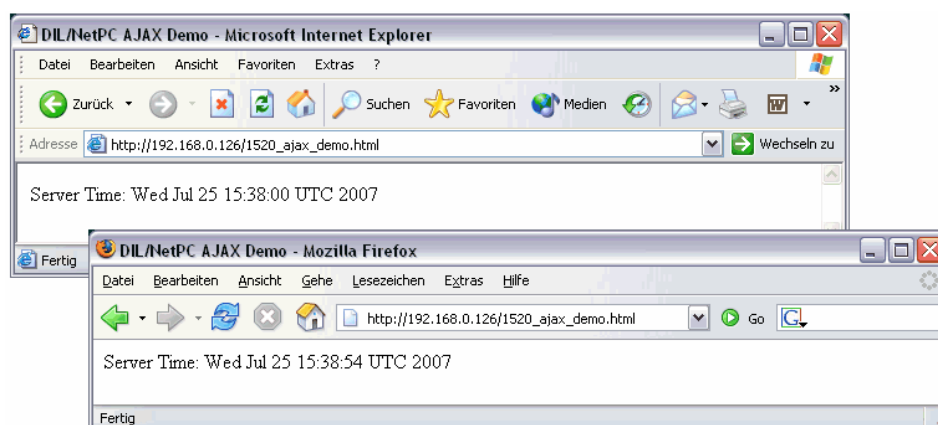 DIL/NetPC AJAX Demo - Microsoft Internet Explorer
Datei Bearbeiten Ansicht Favoriten Extras ?
Zurück Suchen Favoriten Medien »
Adresse http://192.168.0.126/1520_ajax_demo.html Wechseln zu
Server Time: Wed Jul 25 15:38:00 UTC 2007
Fertig
DIL/NetPC AJAX Demo - Mozilla Firefox
Datei Bearbeiten Ansicht Gehe Lesezeichen Extras Hilfe
http://192.168.0.126/1520_ajax_demo.html Go G
Server Time: Wed Jul 25 15:38:54 UTC 2007
Fertig